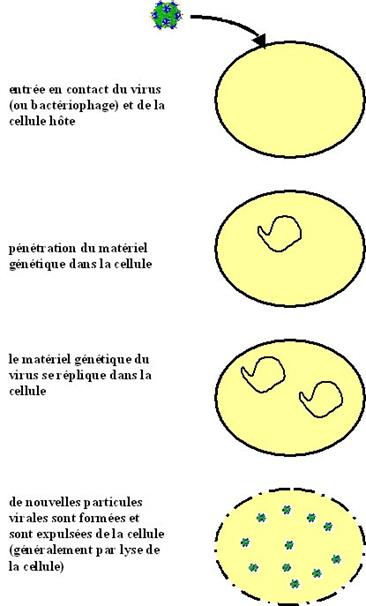 entrée en contact du virus
(ou bactériophage) et de la
cellule hôte
pénétration du matériel
génétique dans la cellule
le matériel génétique du
virus se réplique dans la
cellule
de nouvelles particules
virales sont formées et
sont expulsées de la cellule
(généralement par lyse de
la cellule)